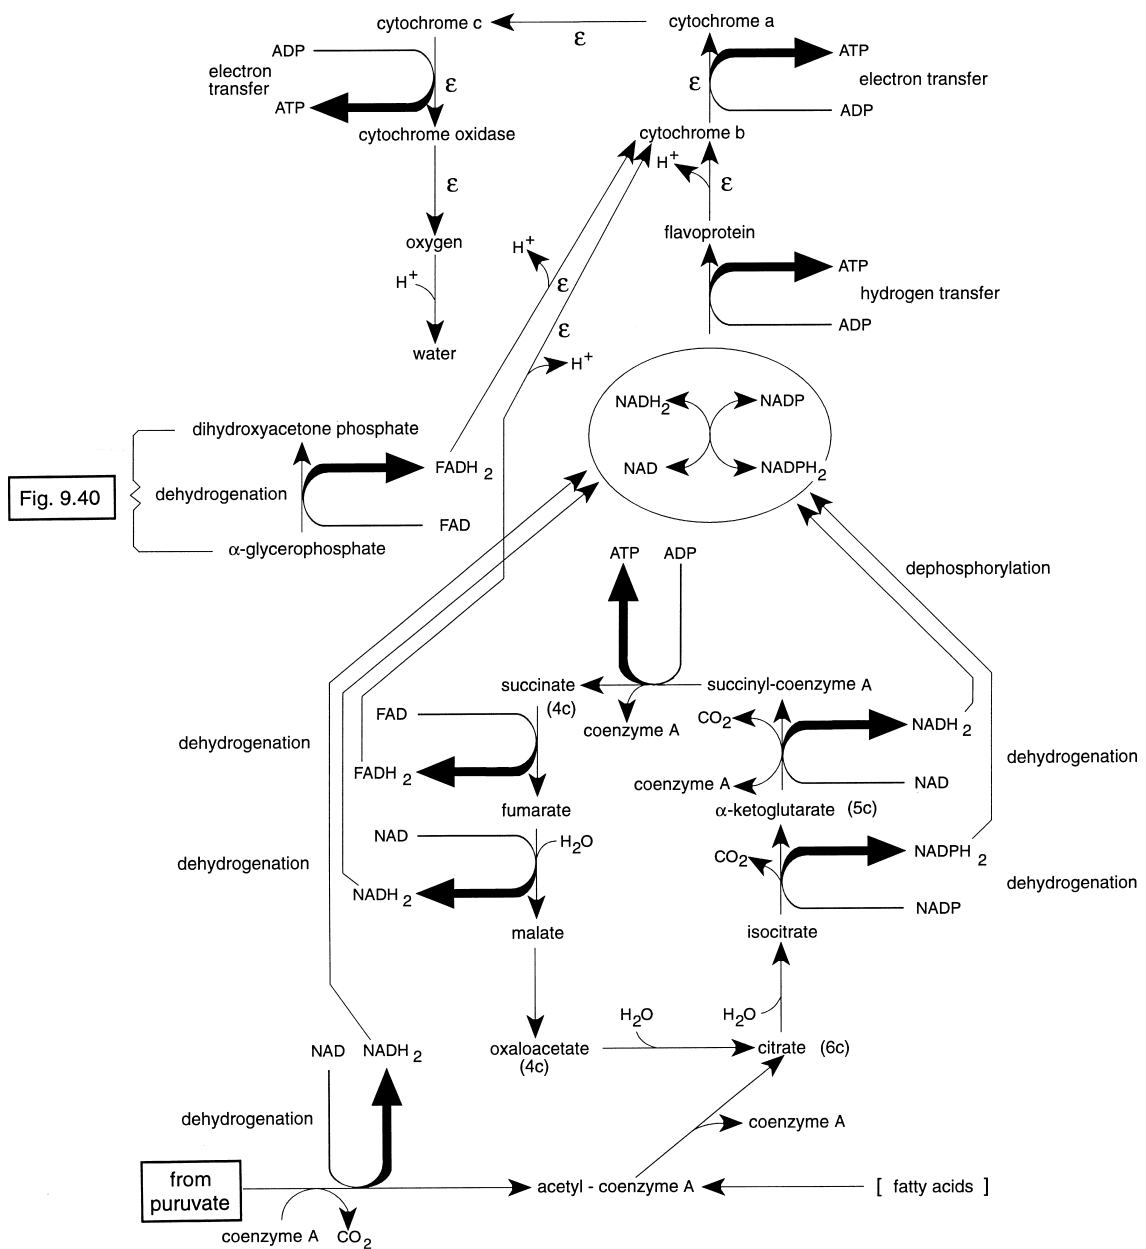 cytochrome c
ε
cytochrome a
ADP
electron
transfer
ATP
ε
cytochrome oxidase
ε
ATP
electron transfer
ADP
cytochrome b
H+
ε
ε
oxygen
H+
water
flavoprotein
ATP
hydrogen transfer
ADP
H+
ε
ε
H+
NADH2
NADP
NAD
NADPH2
Fig. 9.40
dihydroxyacetone phosphate
dehydrogenation
FADH2
FAD
α-glycerophosphate
ATP
ADP
dephosphorylation
succinate
(4c)
succinyl-coenzyme A
coenzyme A
FAD
dehydrogenation
FADH2
CO2
NADH2
dehydrogenation
coenzyme A
NAD
fumarate
α-ketoglutarate (5c)
NAD
H2O
dehydrogenation
NADH2
CO2
NADPH2
dehydrogenation
NADP
malate
isocitrate
H2O
H2O
oxaloacetate
(4c)
citrate (6c)
NAD
NADH2
dehydrogenation
coenzyme A
from
puruvate
acetyl - coenzyme A
[ fatty acids ]
coenzyme A
CO2